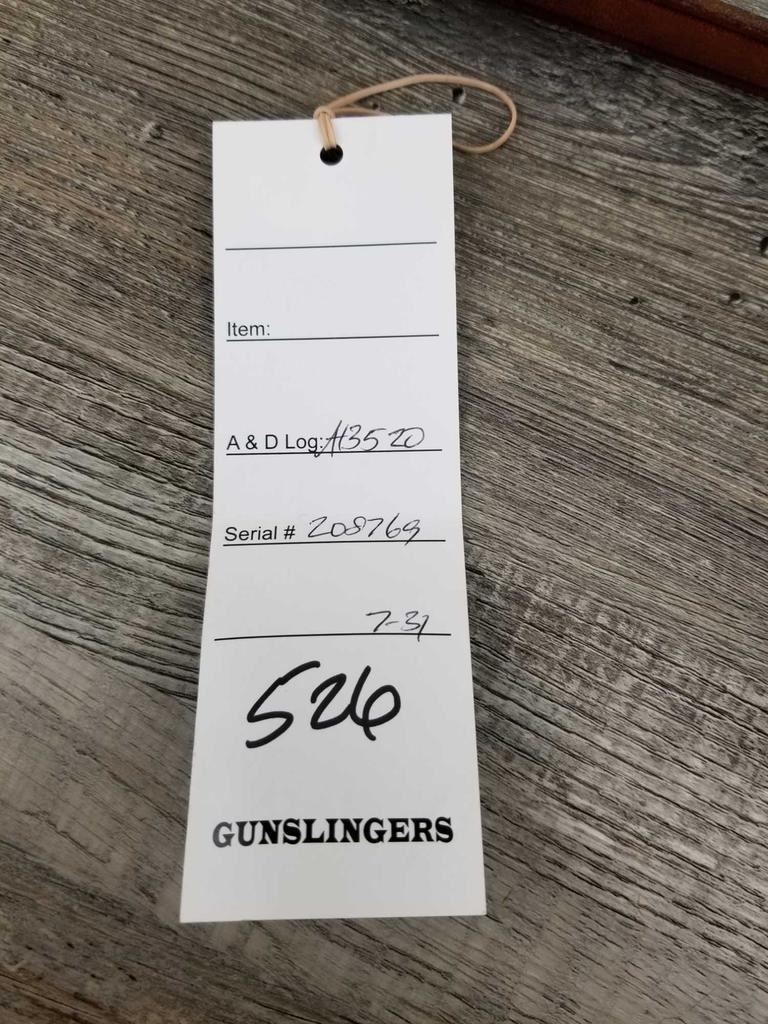 Item:
A & D Log: A13520
Serial # 208769
7-31
526
GUNSLINGERS